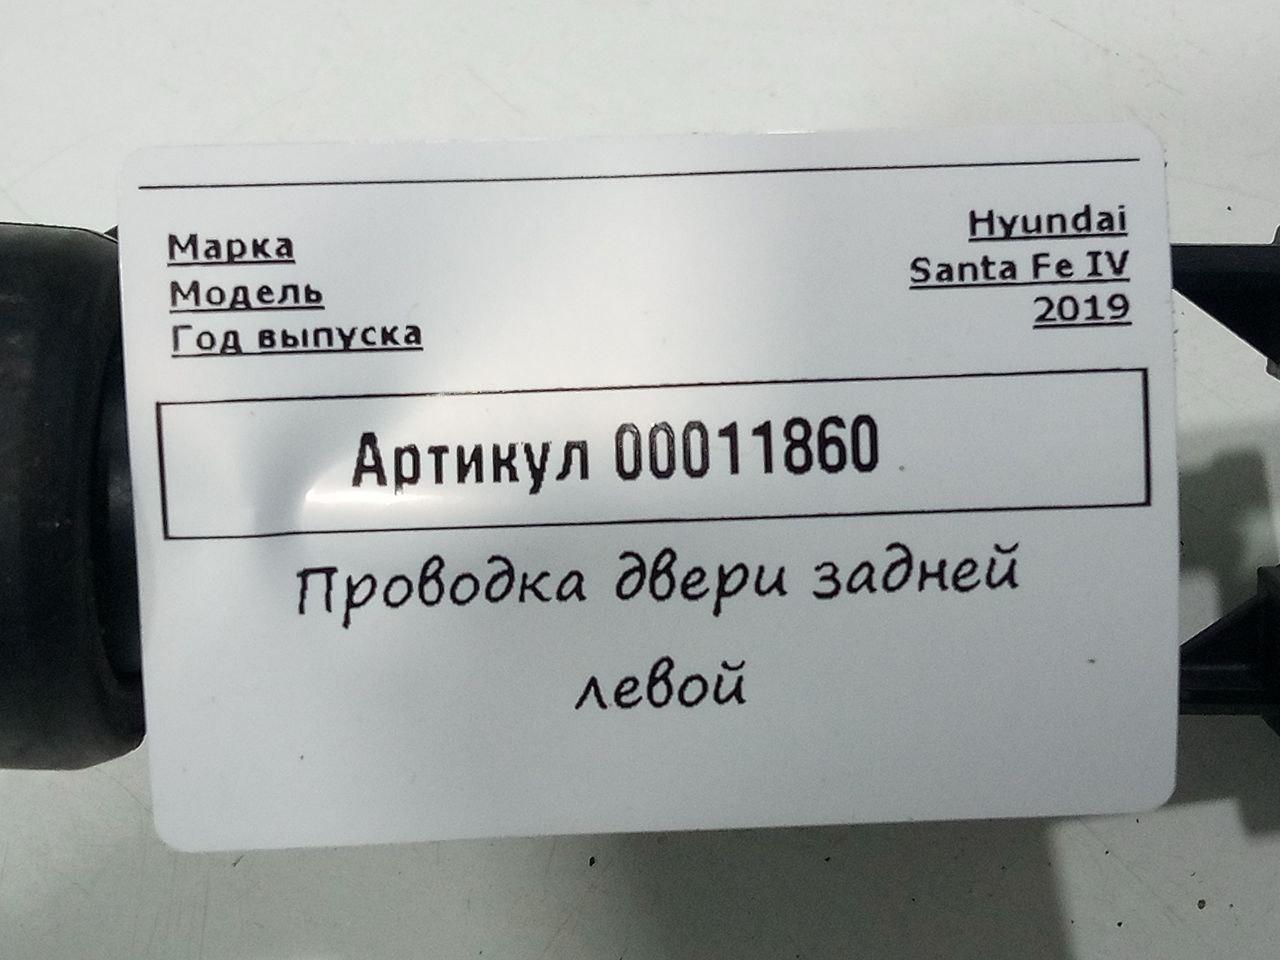 Марка Hyundai
Модель Santa Fe IV
Год выпуска 2019
Артикул 00011860
Проводка двери задней
левой